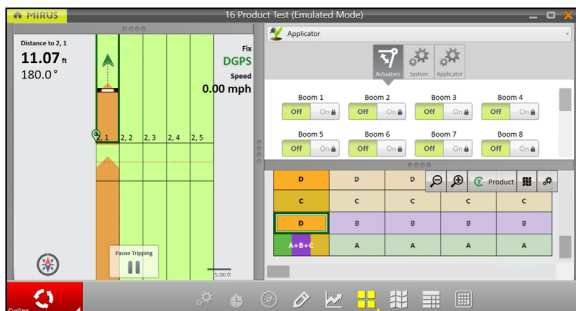 MIRUS
16 Product Test (Emulated Mode)
Distance to 2, 1
11.07 ft
180.0°
Fix
DGPS
Speed
0.00 mph
2, 1 2, 2 2, 3 2, 4 2, 5
Pause Tripping
5.00 ft
Applicator
Actuators System Applicator
Boom 1 Boom 2 Boom 3 Boom 4
Off On Off On Off On Off On
Boom 5 Boom 6 Boom 7 Boom 8
Off On Off On Off On Off On
Product
D D D
C C C C C
D B B B B
A+B+C A A A A
Cycling